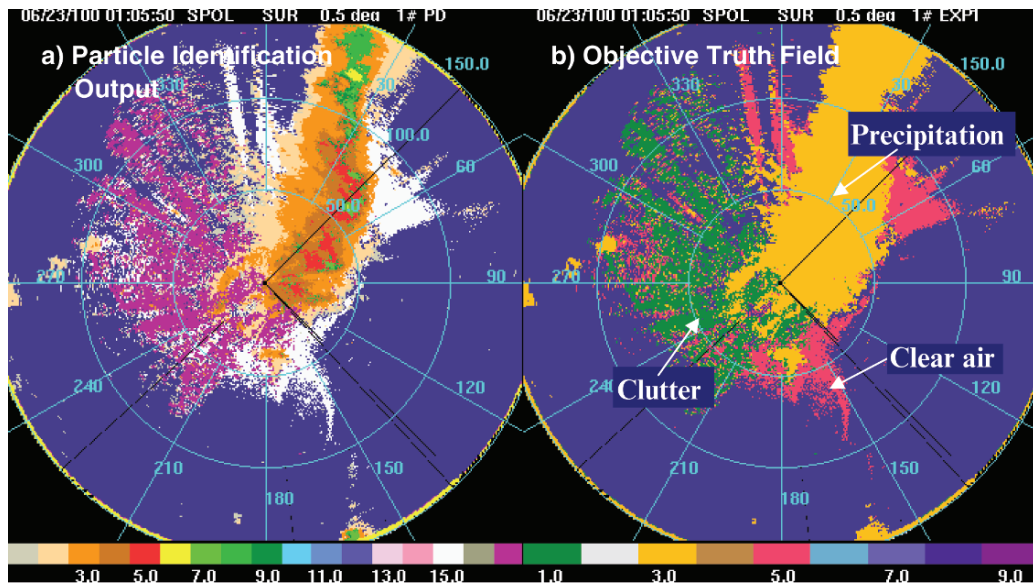 06/23/100 01:05:50 SPOL SUR 0.5 deg 1# PD
06/23/100 01:05:50 SPOL SUR 0.5 deg 1# EXP1
a) Particle Identification
Output
b) Objective Truth Field
150.0
150.0
330
30
330
30
100.0
Precipitation
300
60
300
60
50.0
50.0
270
90
270
90
Clear air
Clutter
240
120
240
120
210
150
210
150
180
180
3.0 5.0 7.0 9.0 11.0 13.0 15.0
1.0 3.0 5.0 7.0 9.0